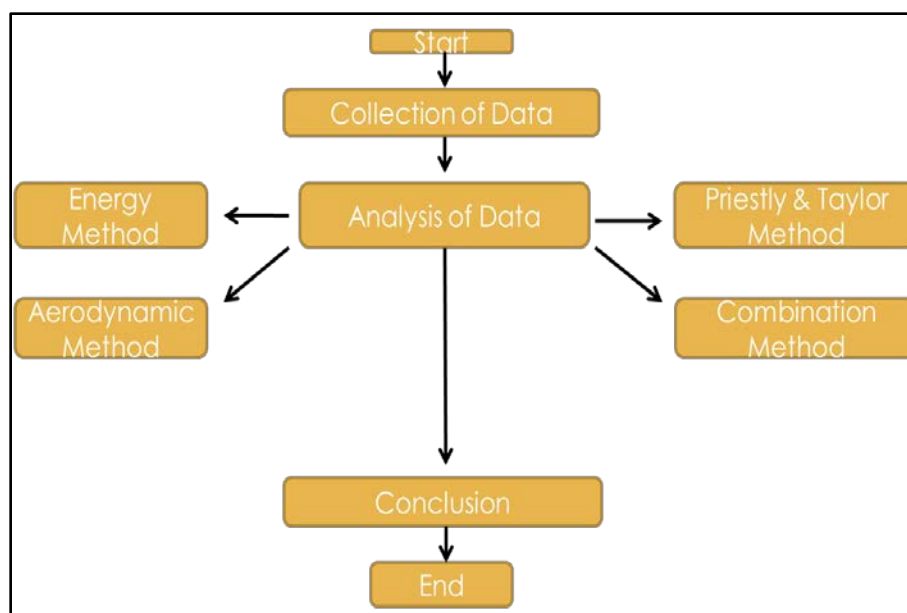 Start
Collection of Data
Energy
Method
Analysis of Data
Priestly & Taylor
Method
Aerodynamic
Method
Combination
Method
Conclusion
End